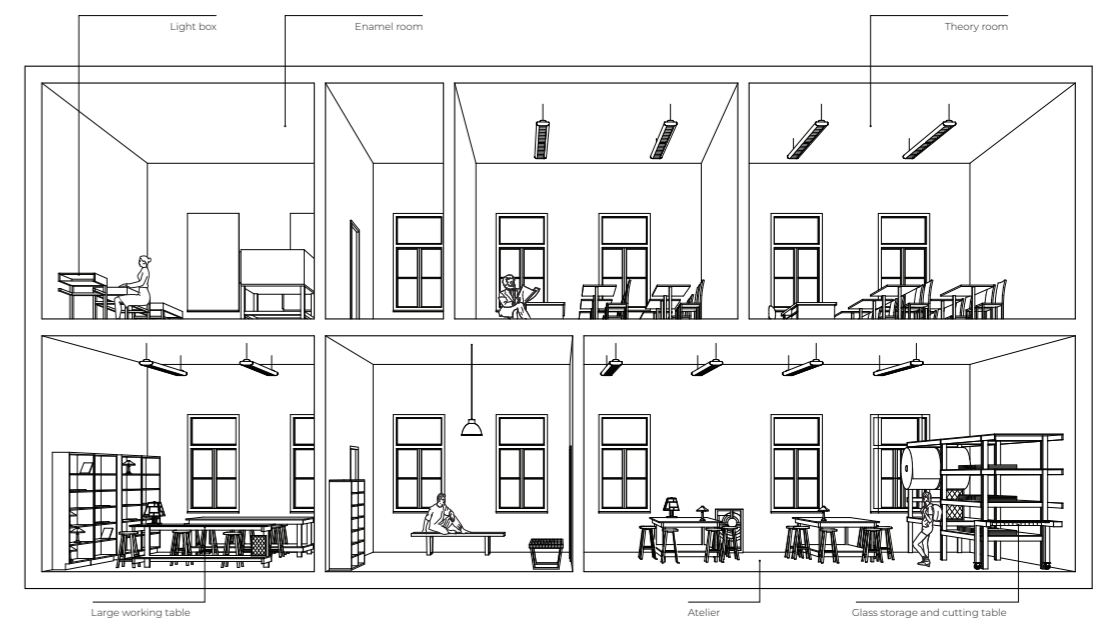 Light box
Enamel room
Theory room
Large working table
Atelier
Glass storage and cutting table